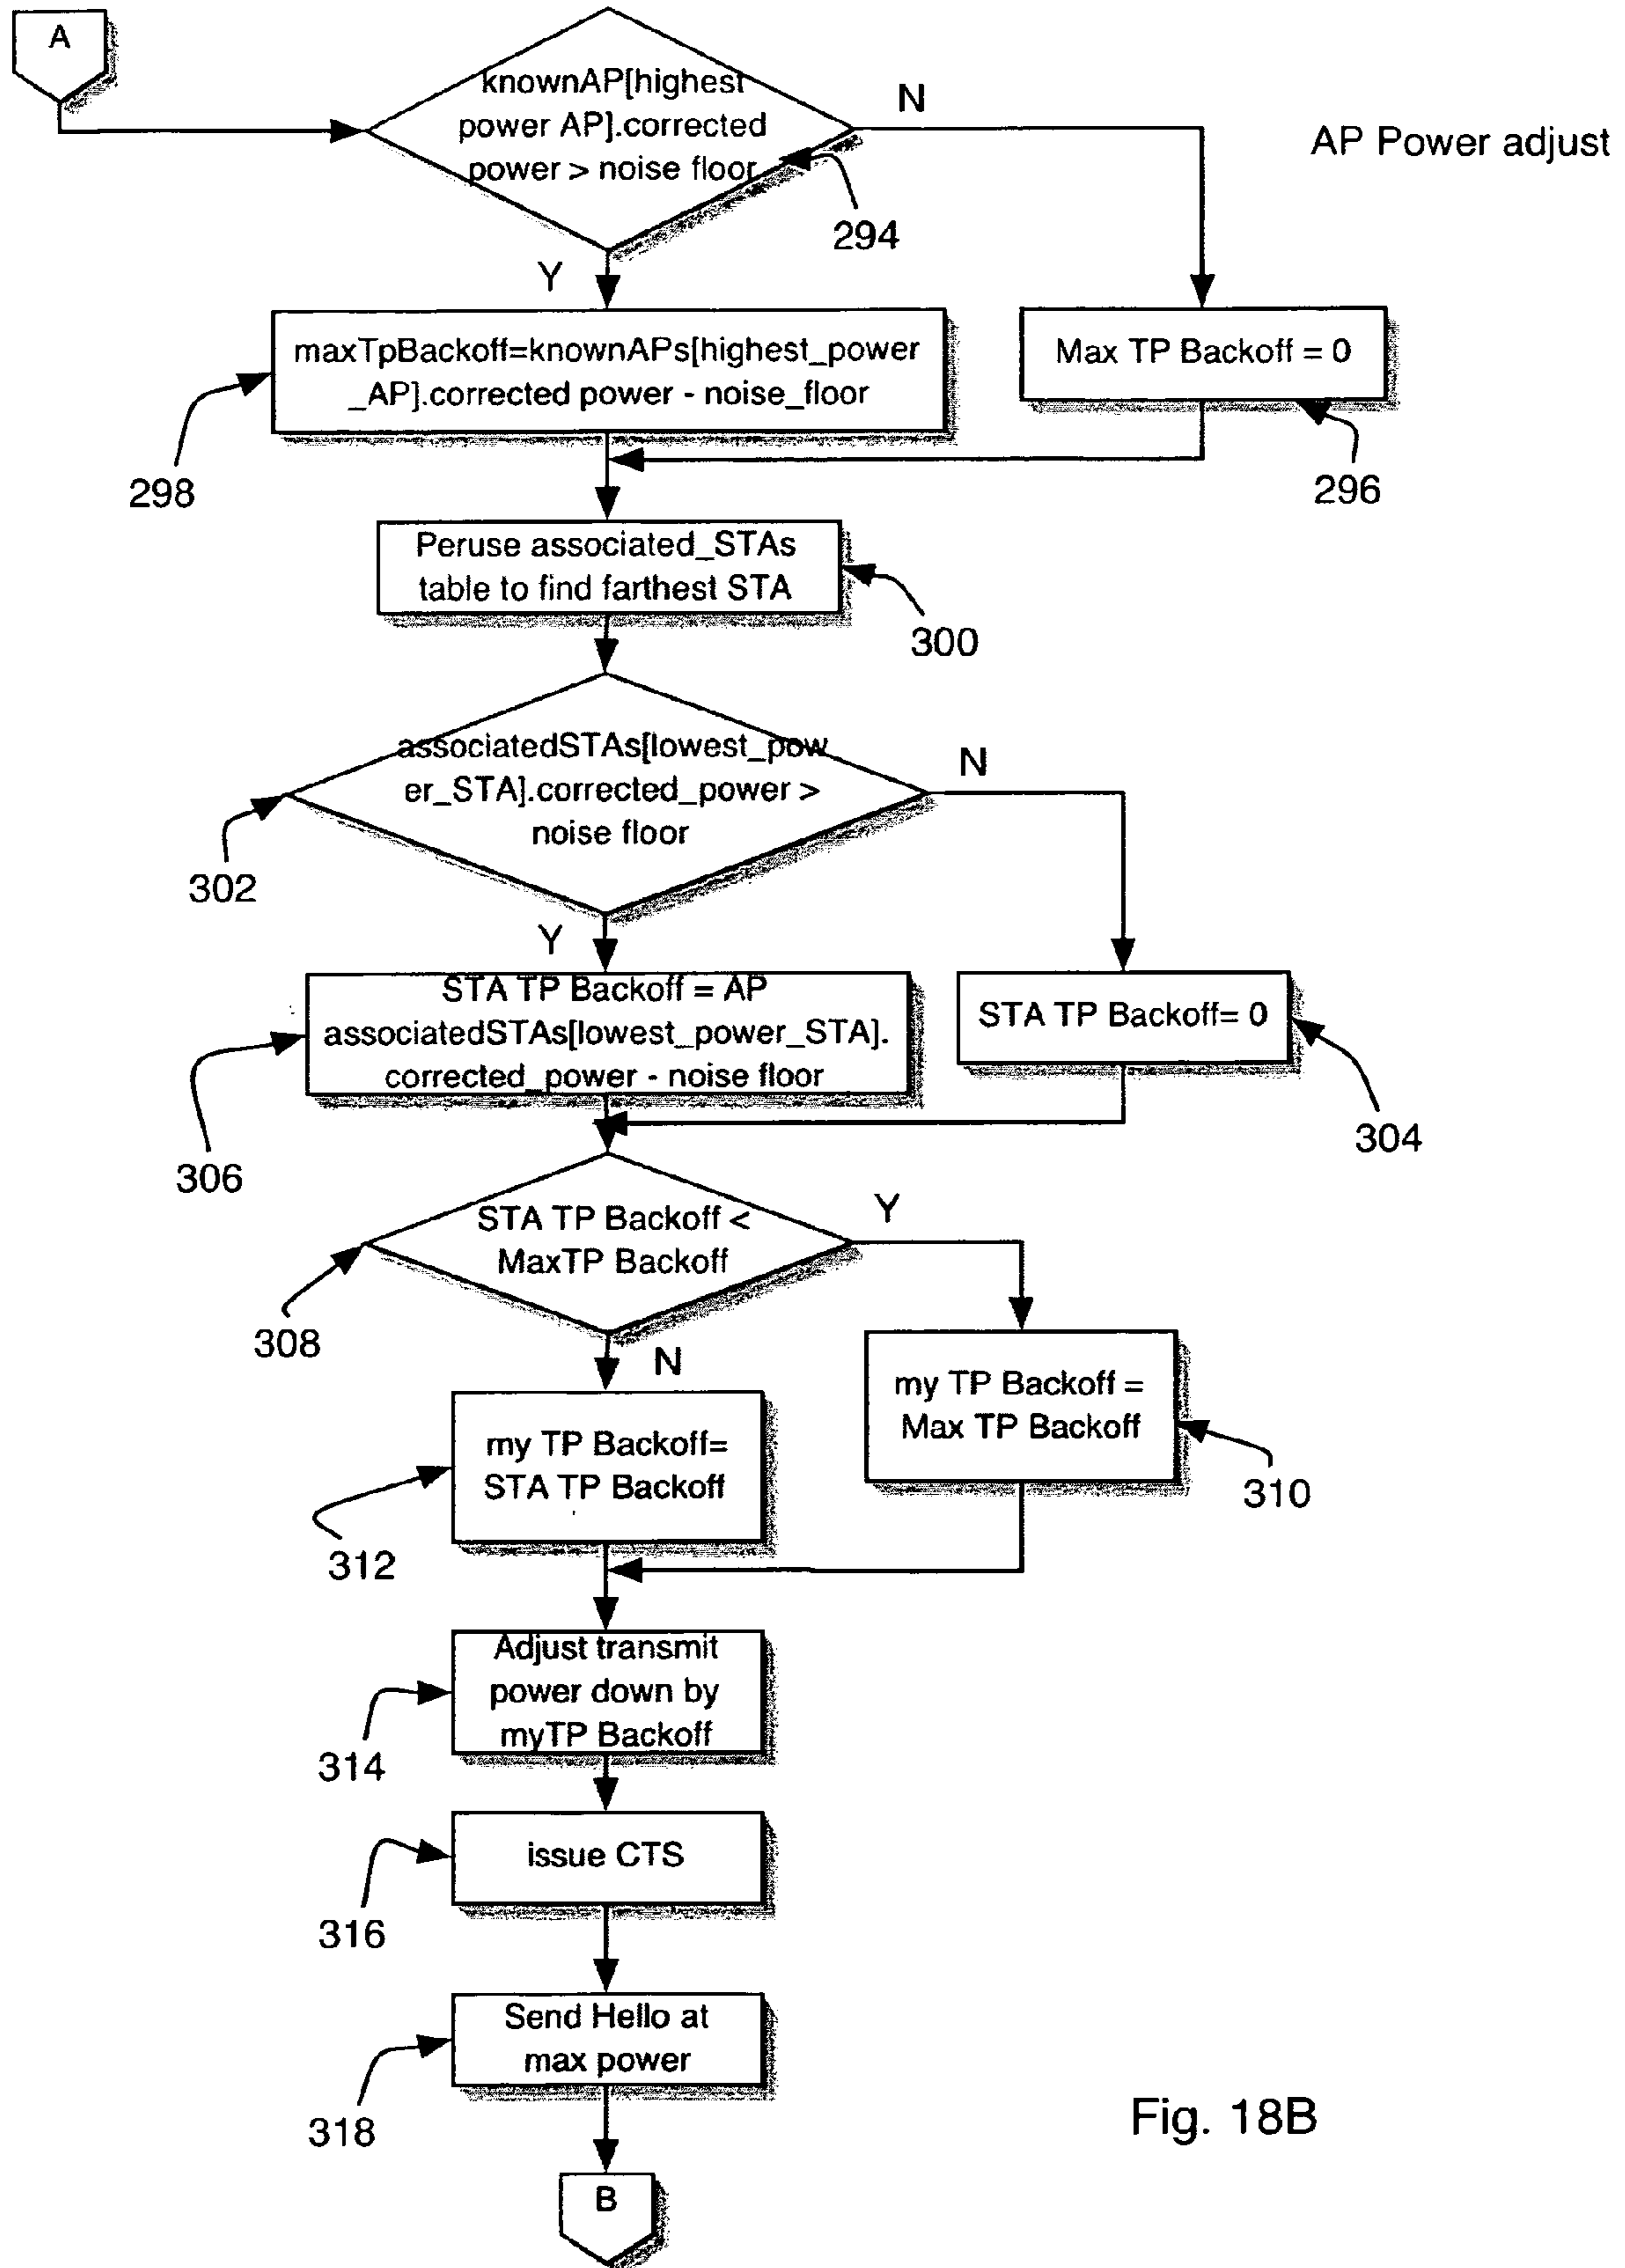 A
knownAP[highest
power AP].corrected
power > noise floor
N
AP Power adjust
294
Y
maxTpBackoff=knownAPs[highest_power
_AP].corrected power - noise_floor
Max TP Backoff = 0
298
296
Peruse associated_STAs
table to find farthest STA
300
associatedSTAs[lowest_pow
er_STA].corrected_power >
noise floor
N
302
Y
STA TP Backoff = AP
associatedSTAs[lowest_power_STA].
corrected_power - noise floor
STA TP Backoff= 0
304
306
STA TP Backoff <
MaxTP Backoff
Y
308
N
my TP Backoff =
Max TP Backoff
my TP Backoff=
STA TP Backoff
310
312
Adjust transmit
power down by
myTP Backoff
314
issue CTS
316
Send Hello at
max power
318
Fig. 18B
B